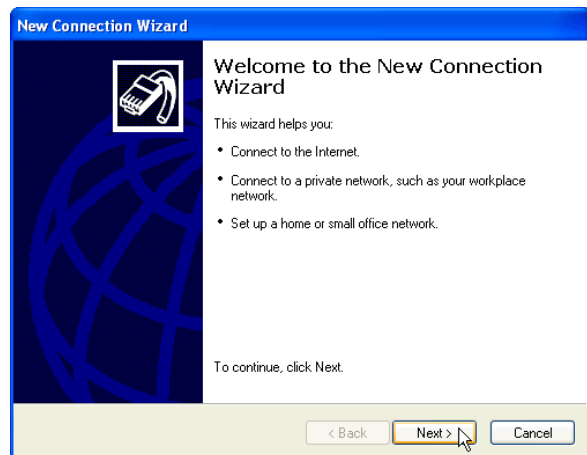 New Connection Wizard
Welcome to the New Connection
Wizard
This wizard helps you:
• Connect to the Internet.
• Connect to a private network, such as your workplace
network.
• Set up a home or small office network.
To continue, click Next.
< Back Next > Cancel